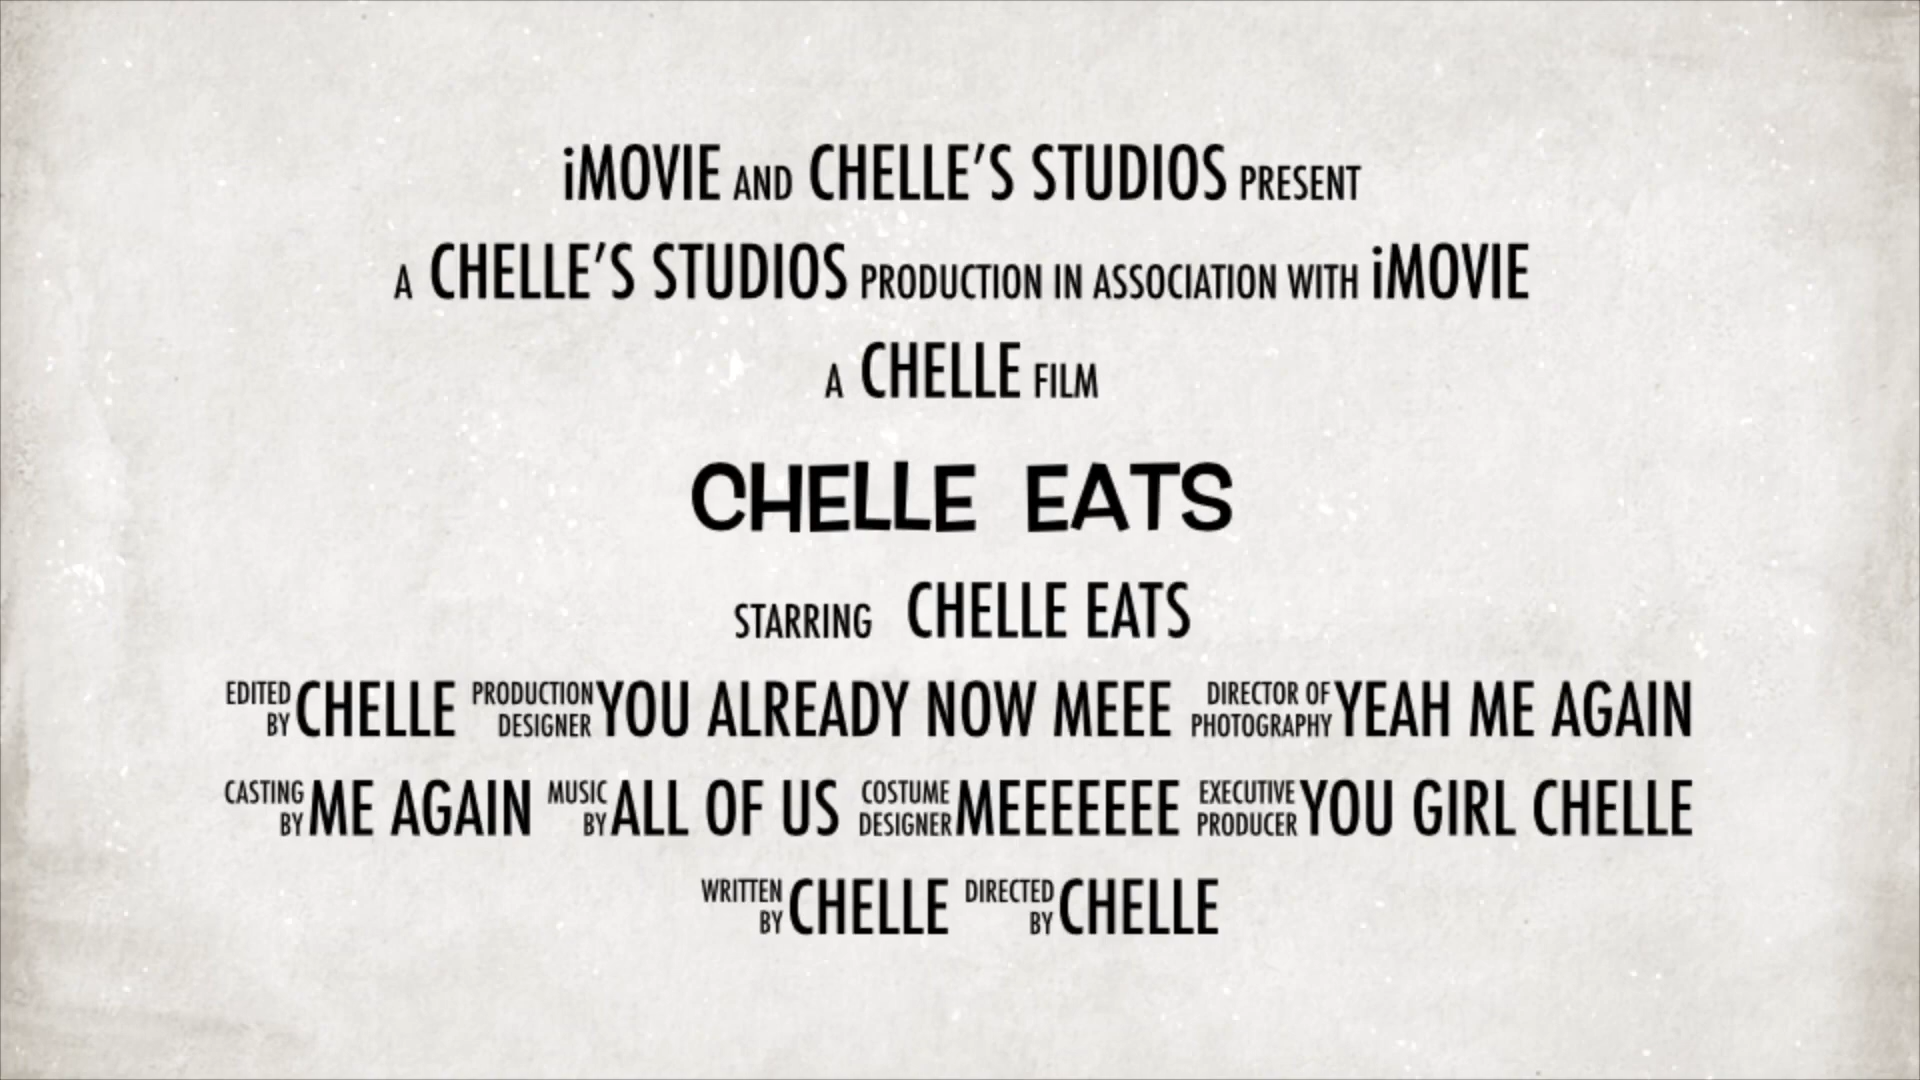 iMOVIE AND CHELLE'S STUDIOS PRESENT
A CHELLE'S STUDIOS PRODUCTION IN ASSOCIATION WITH iMOVIE
A CHELLE FILM
CHELLE EATS
STARRING CHELLE EATS
EDITED BY CHELLE PRODUCTION DESIGNER YOU ALREADY NOW MEEE DIRECTOR OF PHOTOGRAPHY YEAH ME AGAIN
CASTING BY ME AGAIN MUSIC BY ALL OF US COSTUME DESIGNER MEEEEEEE EXECUTIVE PRODUCER YOU GIRL CHELLE
WRITTEN BY CHELLE DIRECTED BY CHELLE